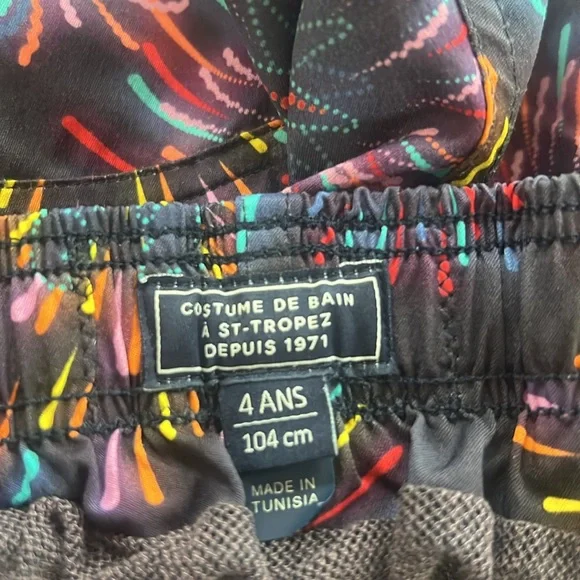 COSTUME DE BAIN
À ST-TROPEZ
DEPUIS 1971
4 ANS
104 cm
MADE IN
TUNISIA